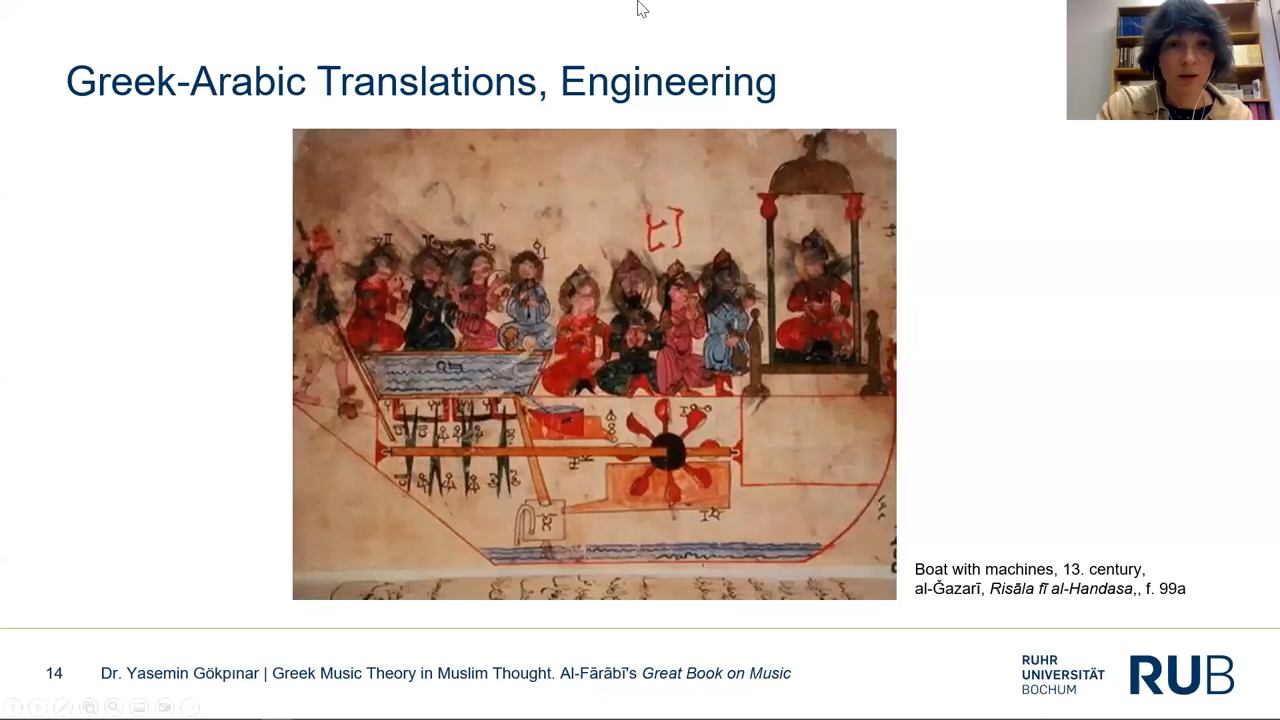 Greek-Arabic Translations, Engineering
Boat with machines, 13. century,
al-Ğazarī, Risāla fī al-Handasa,, f. 99a
14
Dr. Yasemin Gökpınar | Greek Music Theory in Muslim Thought. Al-Fārābī's Great Book on Music
RUHR
UNIVERSITÄT
BOCHUM
RUB